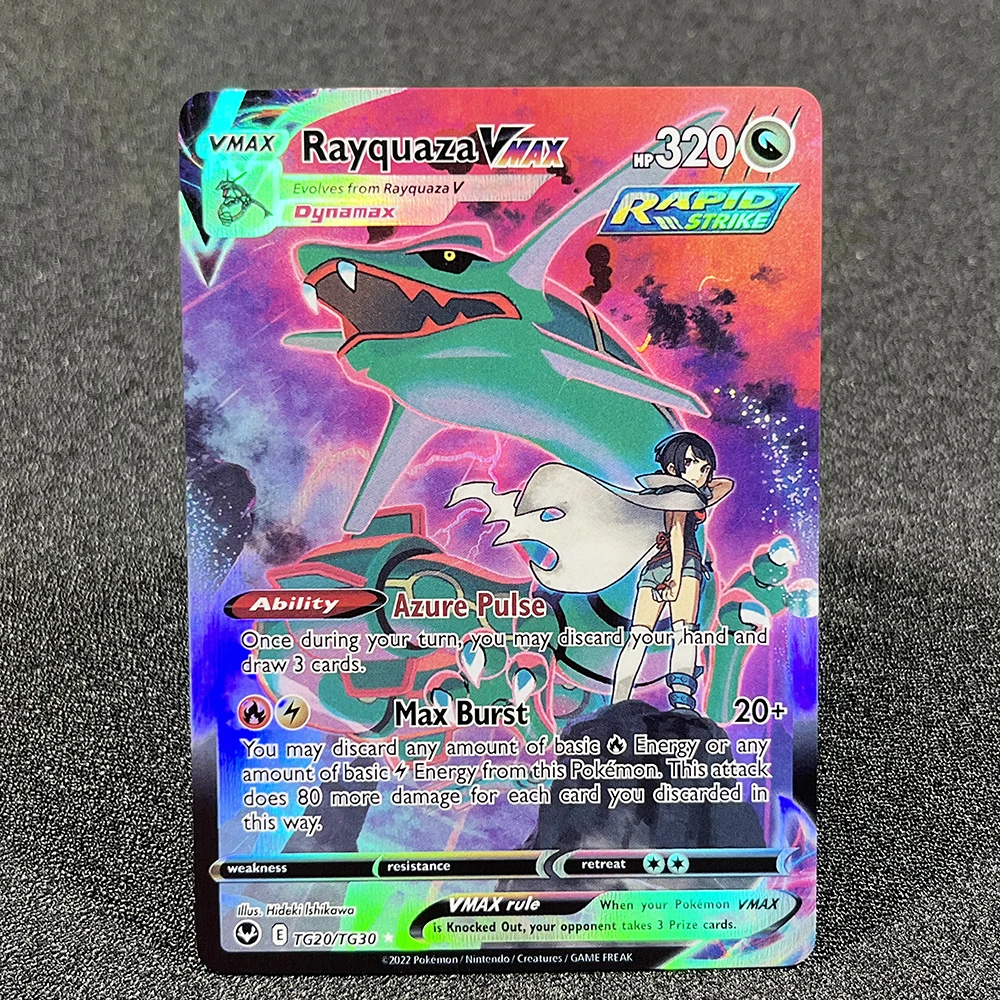 VMAX
Rayquaza VMAX
HP 320
Evolves from Rayquaza V
Dynamax
RAPID
STRIKE
Ability Azure Pulse
Once during your turn, you may discard your hand and
draw 3 cards.
Max Burst 20+
You may discard any amount of basic Energy or any
amount of basic Energy from this Pokémon. This attack
does 80 more damage for each card you discarded in
this way.
weakness resistance retreat
Illus. Hideki Ishikawa
VMAX rule When your Pokémon VMAX
is Knocked Out, your opponent takes 3 Prize cards.
E TG20/TG30
©2022 Pokémon / Nintendo / Creatures / GAME FREAK